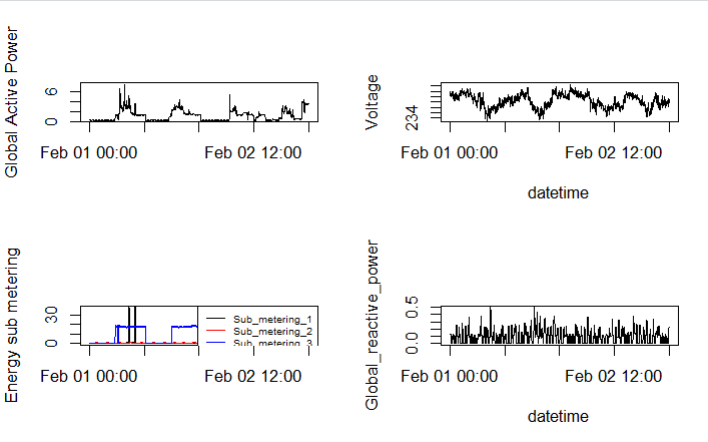 Global Active Power
6
0
Feb 01 00:00
Feb 02 12:00
Voltage
234
Feb 01 00:00
Feb 02 12:00
datetime
Energy sub metering
30
0
Sub_metering_1
Sub_metering_2
Sub_metering_3
Feb 01 00:00
Feb 02 12:00
Global_reactive_power
0.5
0.0
Feb 01 00:00
Feb 02 12:00
datetime